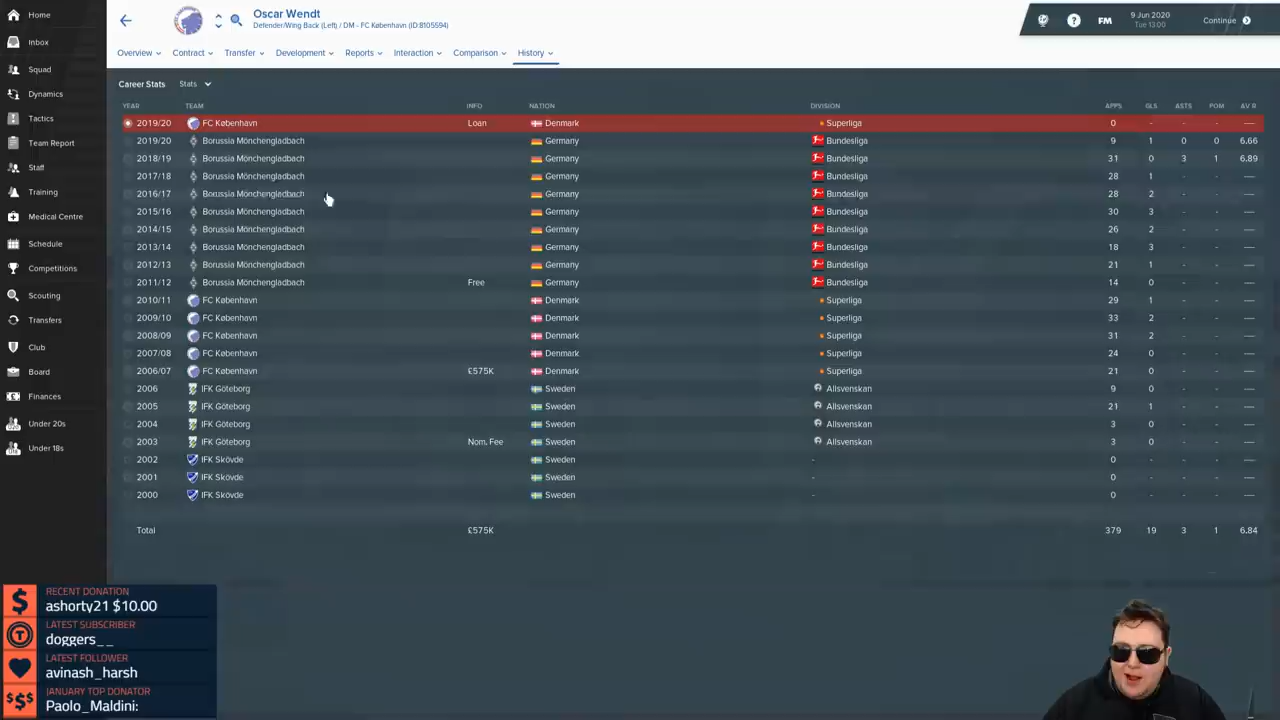 Home
Inbox
Squad
Dynamics
Tactics
Team Report
Staff
Training
Medical Centre
Schedule
Competitions
Scouting
Transfers
Club
Board
Finances
Under 20s
Under 18s
Oscar Wendt
Defender/Wing Back (Left) / DM - FC København (ID:8105594)
? FM 9 Jun 2020 Continue
Tue 13:00
Overview Contract Transfer Development Reports Interaction Comparison History
Career Stats Stats
YEAR TEAM INFO NATION DIVISION APPS GLS ASTS POM AV R
2019/20 FC København Loan Denmark Superliga 0 - - - —
2019/20 Borussia Mönchengladbach Germany Bundesliga 9 1 0 0 6.66
2018/19 Borussia Mönchengladbach Germany Bundesliga 31 0 3 1 6.89
2017/18 Borussia Mönchengladbach Germany Bundesliga 28 1 - - —
2016/17 Borussia Mönchengladbach Germany Bundesliga 28 2 - - —
2015/16 Borussia Mönchengladbach Germany Bundesliga 30 3 - - —
2014/15 Borussia Mönchengladbach Germany Bundesliga 26 2 - - —
2013/14 Borussia Mönchengladbach Germany Bundesliga 18 3 - - —
2012/13 Borussia Mönchengladbach Germany Bundesliga 21 1 - - —
2011/12 Borussia Mönchengladbach Free Germany Bundesliga 14 0 - - —
2010/11 FC København Denmark Superliga 29 1 - - —
2009/10 FC København Denmark Superliga 33 2 - - —
2008/09 FC København Denmark Superliga 31 2 - - —
2007/08 FC København Denmark Superliga 24 0 - - —
2006/07 FC København £575K Denmark Superliga 21 0 - - —
2006 IFK Göteborg Sweden Allsvenskan 9 0 - - —
2005 IFK Göteborg Sweden Allsvenskan 21 1 - - —
2004 IFK Göteborg Sweden Allsvenskan 3 0 - - —
2003 IFK Göteborg Nom, Fee Sweden Allsvenskan 3 0 - - —
2002 IFK Skövde Sweden - 0 0 - - —
2001 IFK Skövde Sweden - 0 0 - - —
2000 IFK Skövde Sweden - 0 0 - - —
Total £575K 379 19 3 1 6.84
$ RECENT DONATION
ashorty21 $10.00
T LATEST SUBSCRIBER
doggers__
LATEST FOLLOWER
avinash_harsh
$$$ JANUARY TOP DONATOR
Paolo_Maldini: